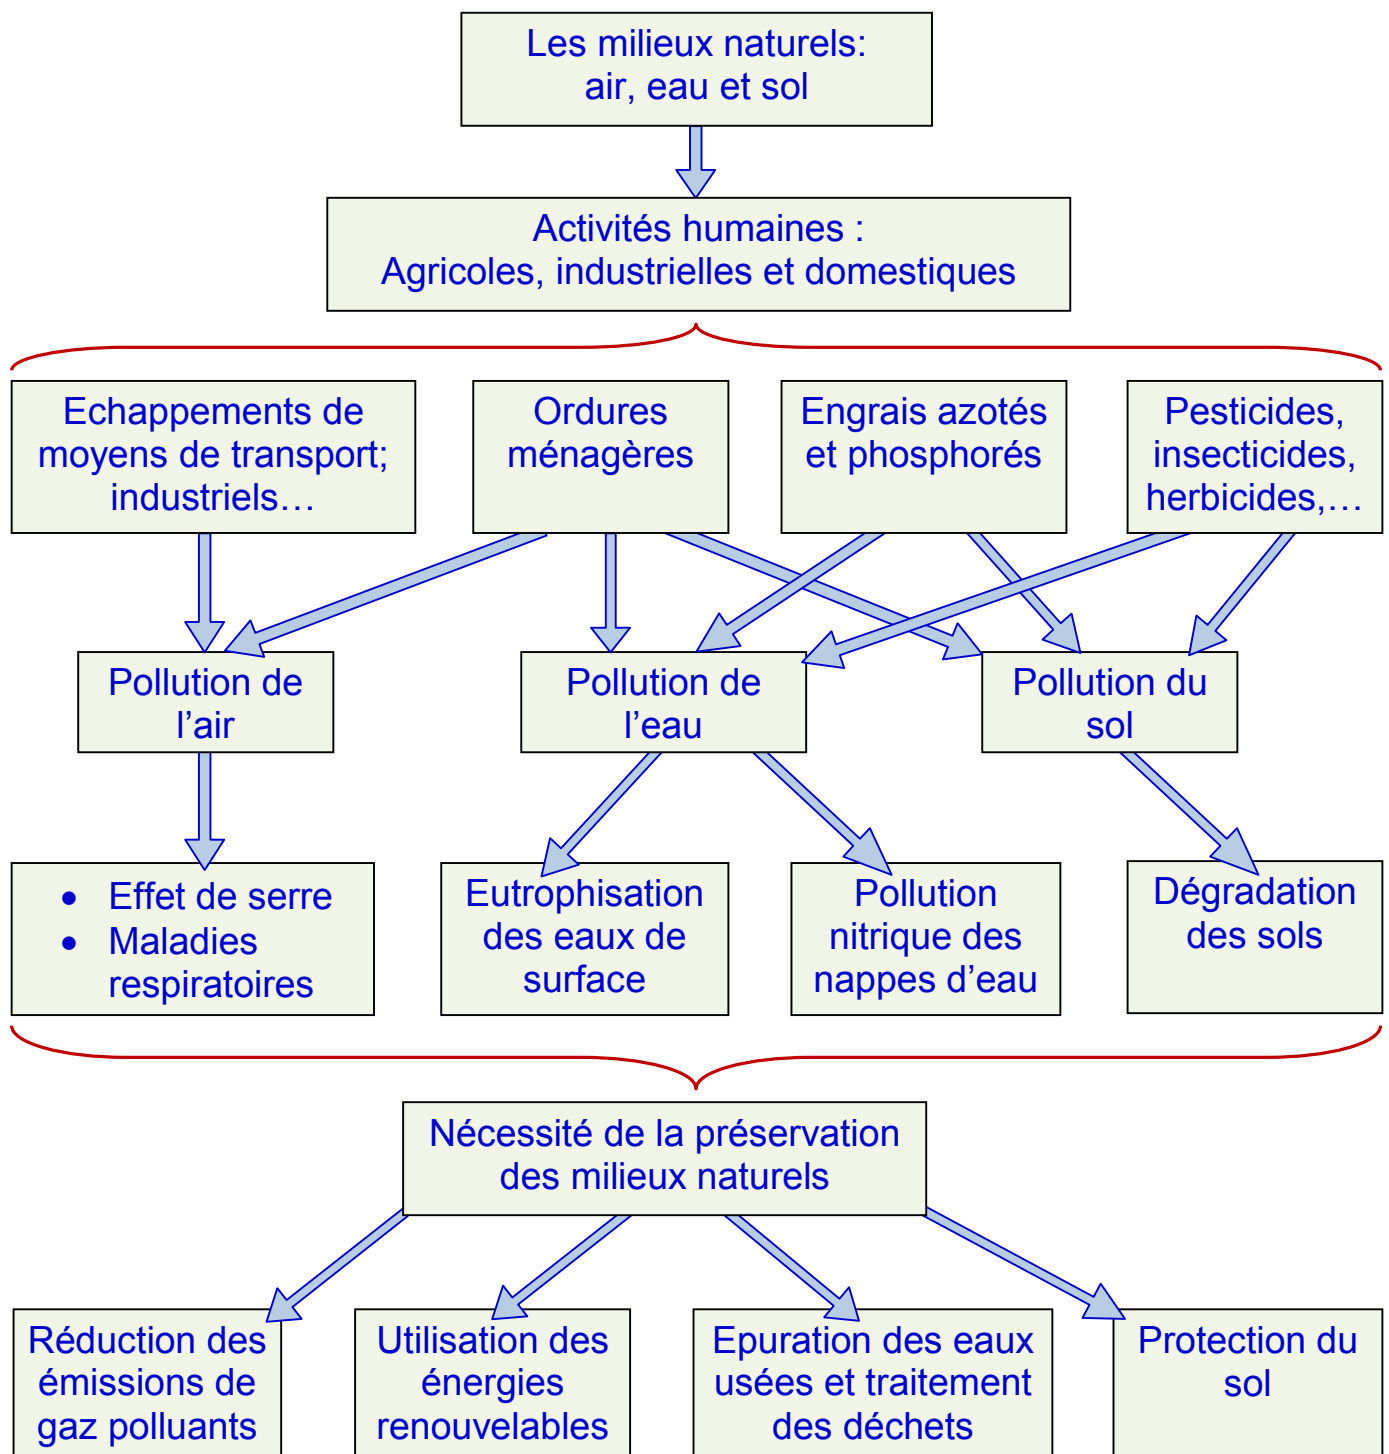 Les milieux naturels:
air, eau et sol
Activités humaines :
Agricoles, industrielles et domestiques
Echappements de
moyens de transport;
industriels…
Ordures
ménagères
Engrais azotés
et phosphorés
Pesticides,
insecticides,
herbicides,…
Pollution de
l’air
Pollution de
l’eau
Pollution du
sol
• Effet de serre
• Maladies
respiratoires
Eutrophisation
des eaux de
surface
Pollution
nitrique des
nappes d’eau
Dégradation
des sols
Nécessité de la préservation
des milieux naturels
Réduction des
émissions de
gaz polluants
Utilisation des
énergies
renouvelables
Epuration des eaux
usées et traitement
des déchets
Protection du
sol